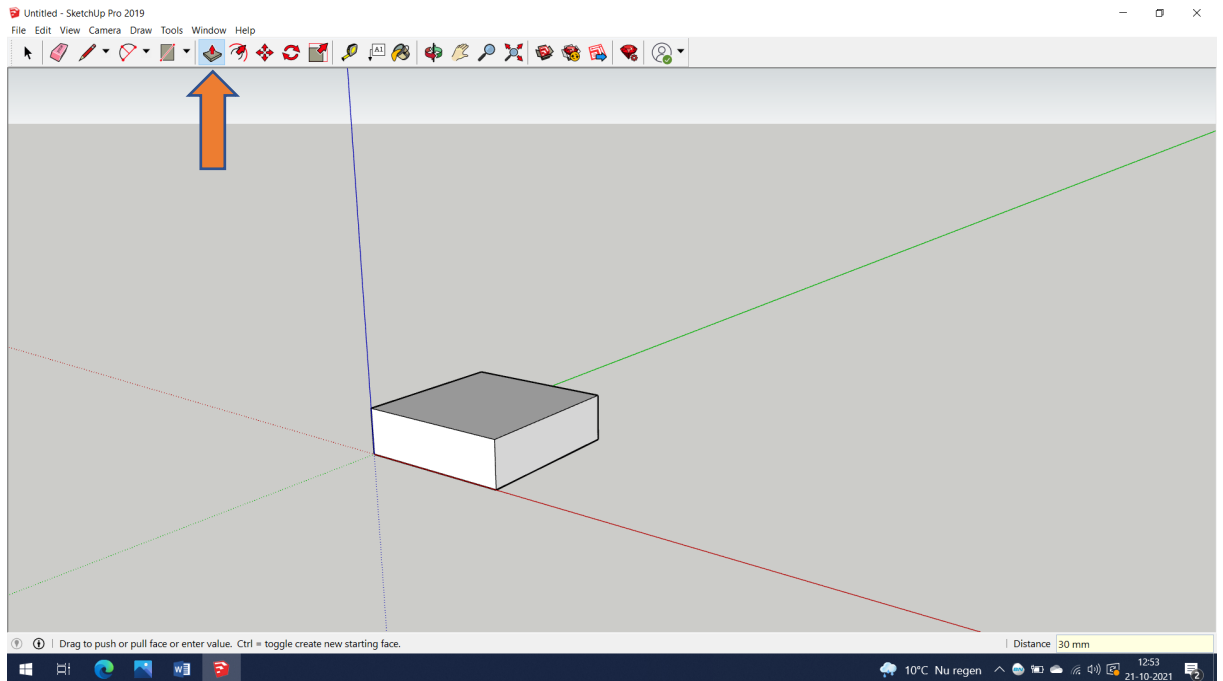 Untitled - SketchUp Pro 2019
File Edit View Camera Draw Tools Window Help
A1
Drag to push or pull face or enter value. Ctrl = toggle create new starting face.
Distance 30 mm
10°C Nu regen
12:53
21-10-2021
2